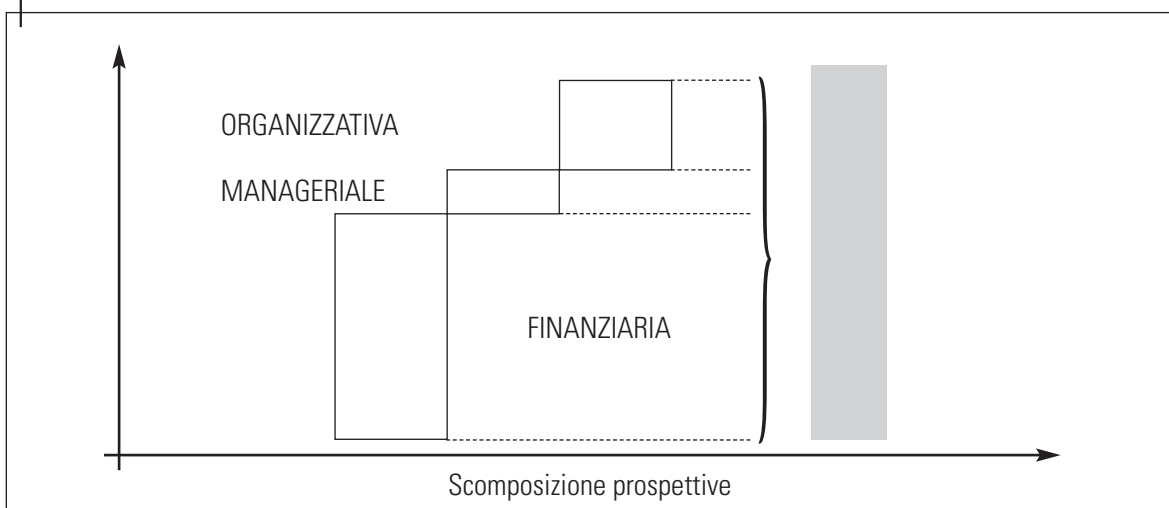 ORGANIZZATIVA
MANAGERIALE
FINANZIARIA
Scomposizione prospettive